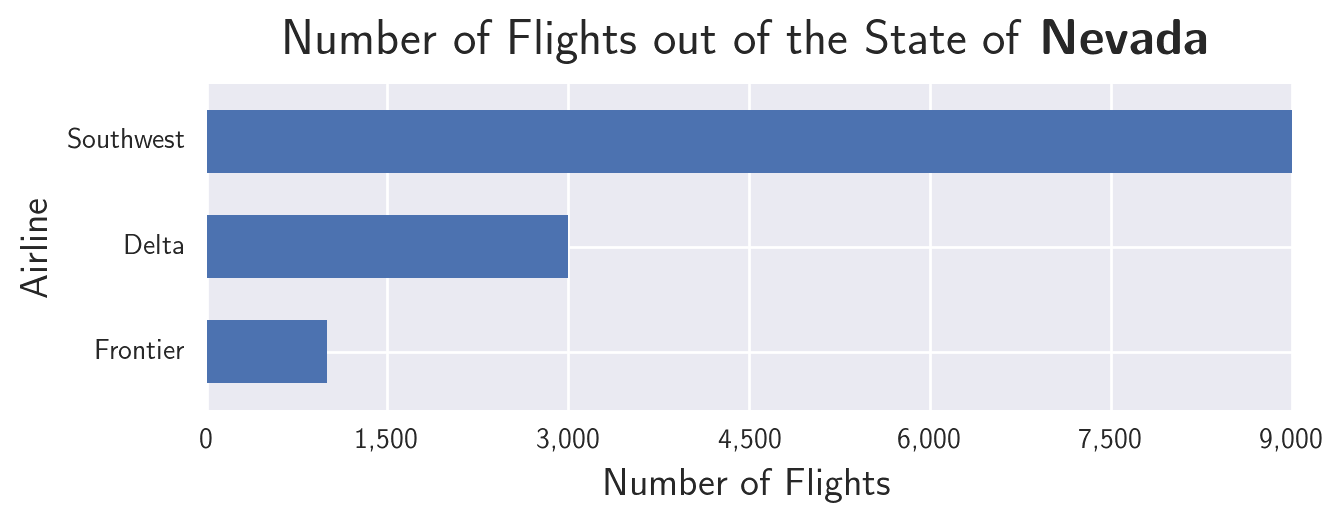 Number of Flights out of the State of Nevada
Southwest
Delta
Frontier
Airline
0 1,500 3,000 4,500 6,000 7,500 9,000
Number of Flights